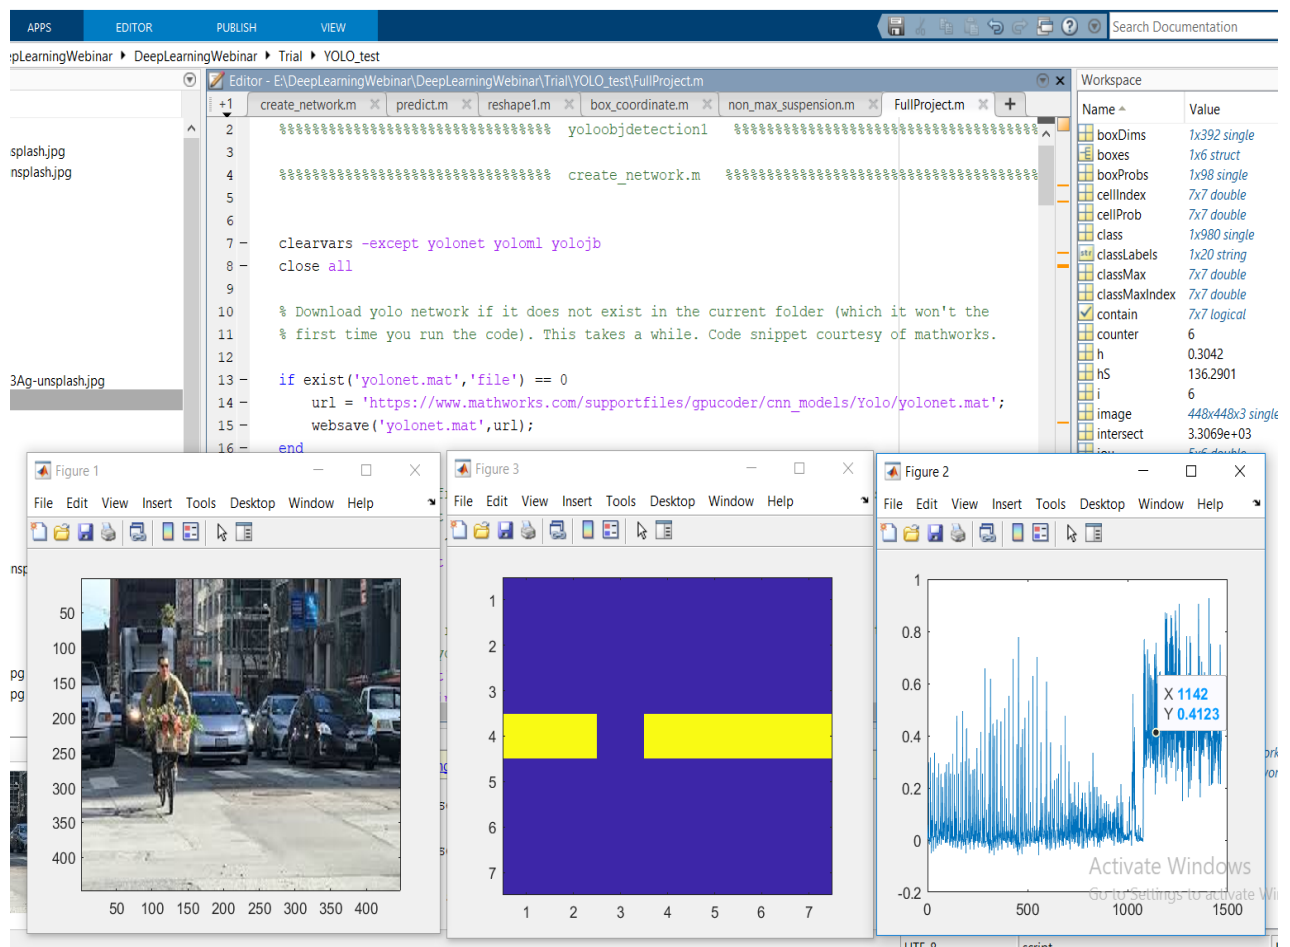 APPS EDITOR PUBLISH VIEW Search Documentation
pLearningWebinar DeepLearningWebinar Trial YOLO_test
Editor - E:\DeepLearningWebinar\DeepLearningWebinar\Trial\YOLO_test\FullProject.m
+1 create_network.m predict.m reshape1.m box_coordinate.m non_max_suspension.m FullProject.m
2 %%%%%%%%%%%%%%%%%%%%%%%%%%%%%%%%% yoloobjdetection1 %%%%%%%%%%%%%%%%%%%%%%%%%%%%%%%%%%%%%
3
4 %%%%%%%%%%%%%%%%%%%%%%%%%%%%%%%%% create_network.m %%%%%%%%%%%%%%%%%%%%%%%%%%%%%%%%%%%%%%
5
6
7 clearvars -except yolonet yoloml yolojb
8 close all
9
10 % Download yolo network if it does not exist in the current folder (which it won't the
11 % first time you run the code). This takes a while. Code snippet courtesy of mathworks.
12
13 if exist('yolonet.mat','file') == 0
14 url = 'https://www.mathworks.com/supportfiles/gpucoder/cnn_models/Yolo/yolonet.mat';
15 websave('yolonet.mat',url);
16 end
splash.jpg
nsplash.jpg
3Ag-unsplash.jpg
nsp
pg
pg
Workspace
Name Value
boxDims 1x392 single
boxes 1x6 struct
boxProbs 1x98 single
cellIndex 7x7 double
cellProb 7x7 double
class 1x980 single
classLabels 1x20 string
classMax 7x7 double
classMaxIndex 7x7 double
contain 7x7 logical
counter 6
h 0.3042
hS 136.2901
i 6
image 448x448x3 single
intersect 3.3069e+03
Figure 1
File Edit View Insert Tools Desktop Window Help
50
100
150
200
250
300
350
400
50 100 150 200 250 300 350 400
Figure 3
File Edit View Insert Tools Desktop Window Help
1
2
3
4
5
6
7
1 2 3 4 5 6 7
Figure 2
File Edit View Insert Tools Desktop Window Help
1
0.8
0.6
0.4
0.2
0
-0.2
X 1142
Y 0.4123
0 500 1000 1500
Activate Windows
Go to Settings to activate Wi